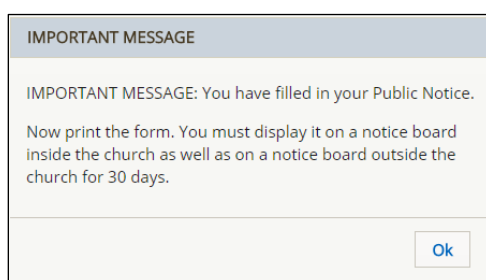 IMPORTANT MESSAGE
IMPORTANT MESSAGE: You have filled in your Public Notice.
Now print the form. You must display it on a notice board
inside the church as well as on a notice board outside the
church for 30 days.
Ok